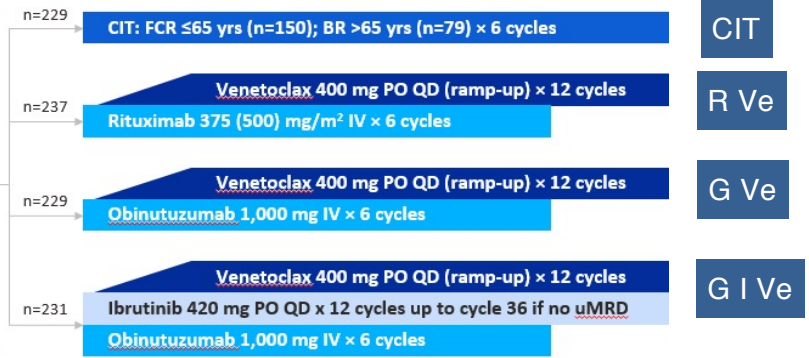 n=229
CIT: FCR ≤65 yrs (n=150); BR >65 yrs (n=79) × 6 cycles
CIT
n=237
Venetoclax 400 mg PO QD (ramp-up) × 12 cycles
Rituximab 375 (500) mg/m² IV × 6 cycles
R Ve
n=229
Venetoclax 400 mg PO QD (ramp-up) × 12 cycles
Obinutuzumab 1,000 mg IV × 6 cycles
G Ve
n=231
Venetoclax 400 mg PO QD (ramp-up) × 12 cycles
Ibrutinib 420 mg PO QD x 12 cycles up to cycle 36 if no uMRD
Obinutuzumab 1,000 mg IV × 6 cycles
G I Ve